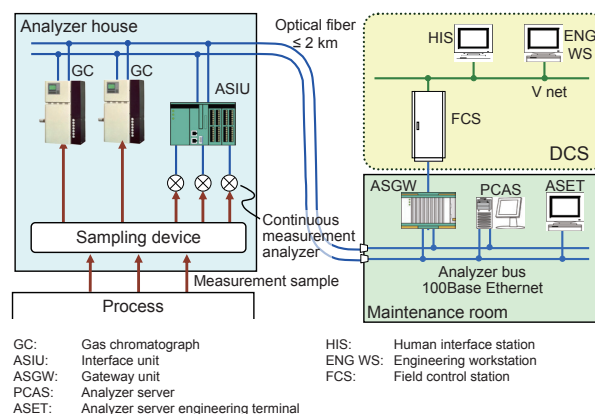 Analyzer house
Optical fiber
≤ 2 km
GC
GC
ASIU
HIS
ENG
WS
V net
FCS
DCS
ASGW
PCAS
ASET
Continuous
measurement
analyzer
Sampling device
Analyzer bus
100Base Ethernet
Measurement sample
Process
Maintenance room
GC: Gas chromatograph
ASIU: Interface unit
ASGW: Gateway unit
PCAS: Analyzer server
ASET: Analyzer server engineering terminal
HIS: Human interface station
ENG WS: Engineering workstation
FCS: Field control station